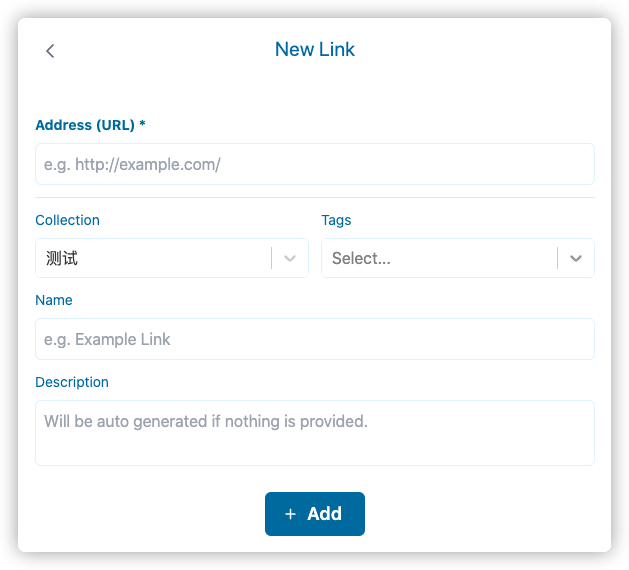 New Link
Address (URL) *
e.g. http://example.com/
Collection Tags
测试 Select...
Name
e.g. Example Link
Description
Will be auto generated if nothing is provided.
+ Add